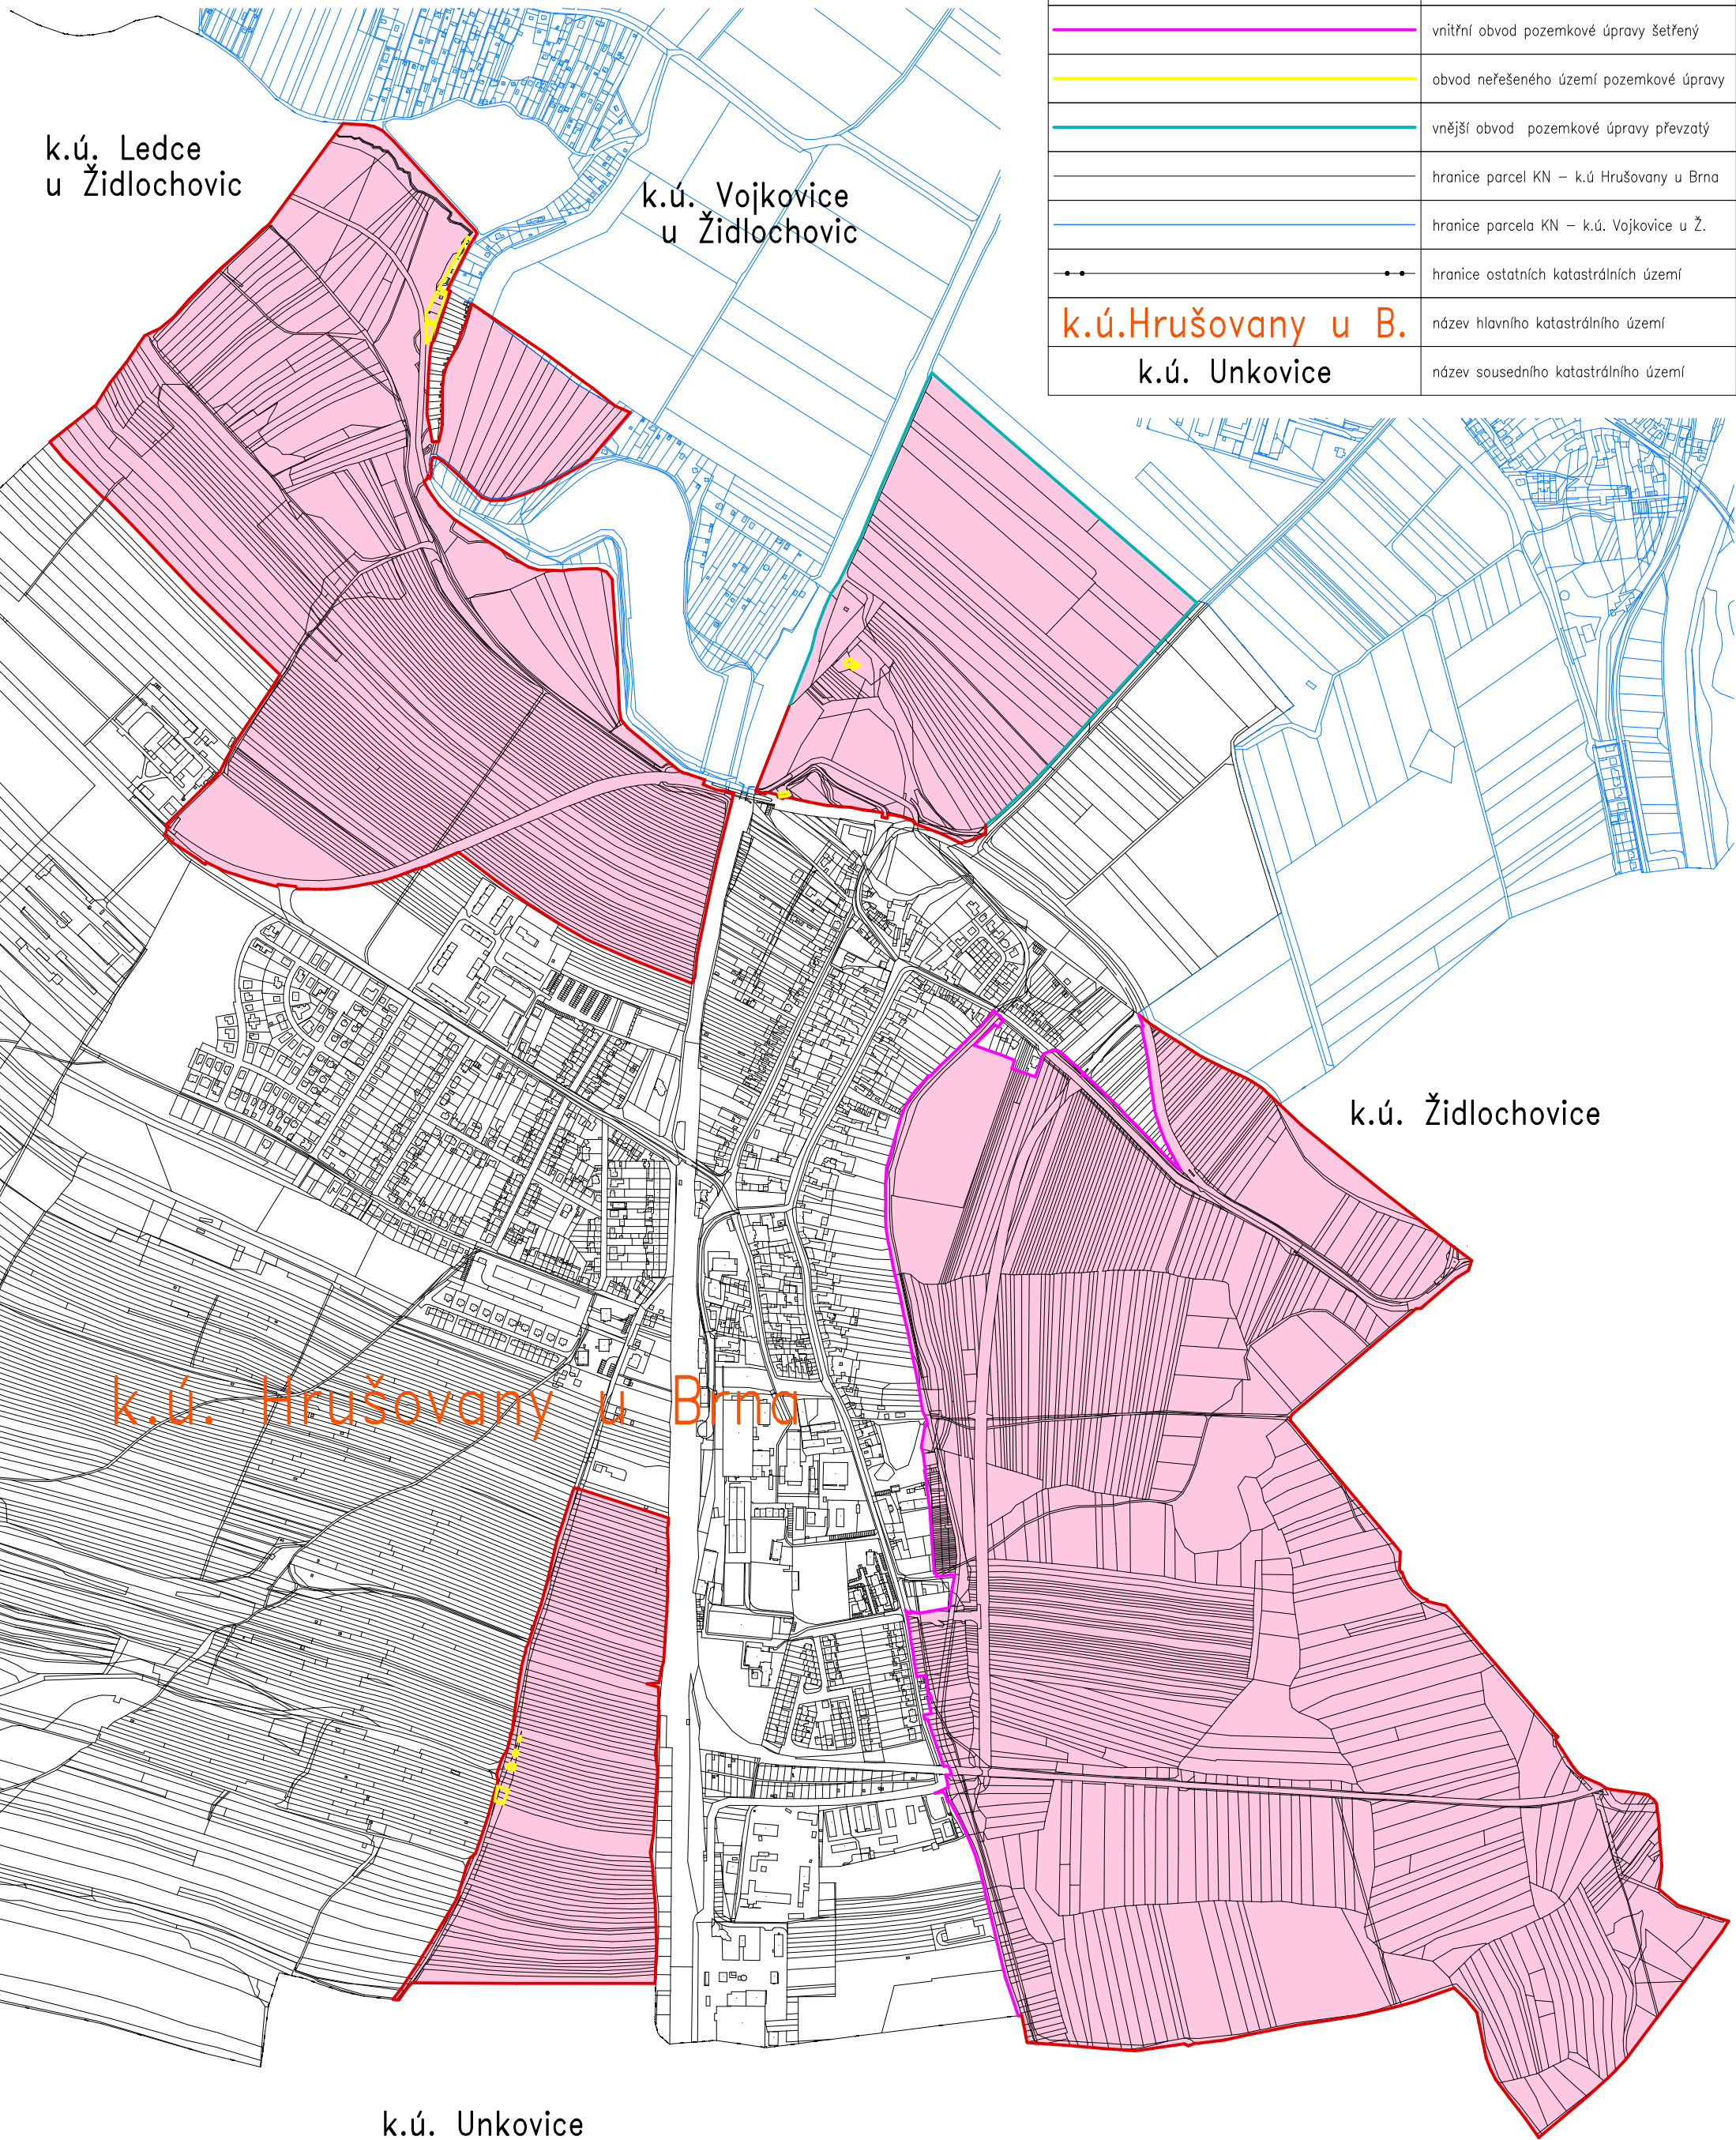 vnitřní obvod pozemkové úpravy šetřený
obvod neřešeného území pozemkové úpravy
vnější obvod pozemkové úpravy převzatý
hranice parcel KN – k.ú Hrušovany u Brna
hranice parcela KN – k.ú. Vojkovice u Ž.
hranice ostatních katastrálních území
k.ú.Hrušovany u B.
název hlavního katastrálního území
k.ú. Unkovice
název sousedního katastrálního území
k.ú. Ledce
u Židlochovic
k.ú. Vojkovice
u Židlochovic
k.ú. Židlochovice
k.ú. Hrušovany u Brna
k.ú. Unkovice